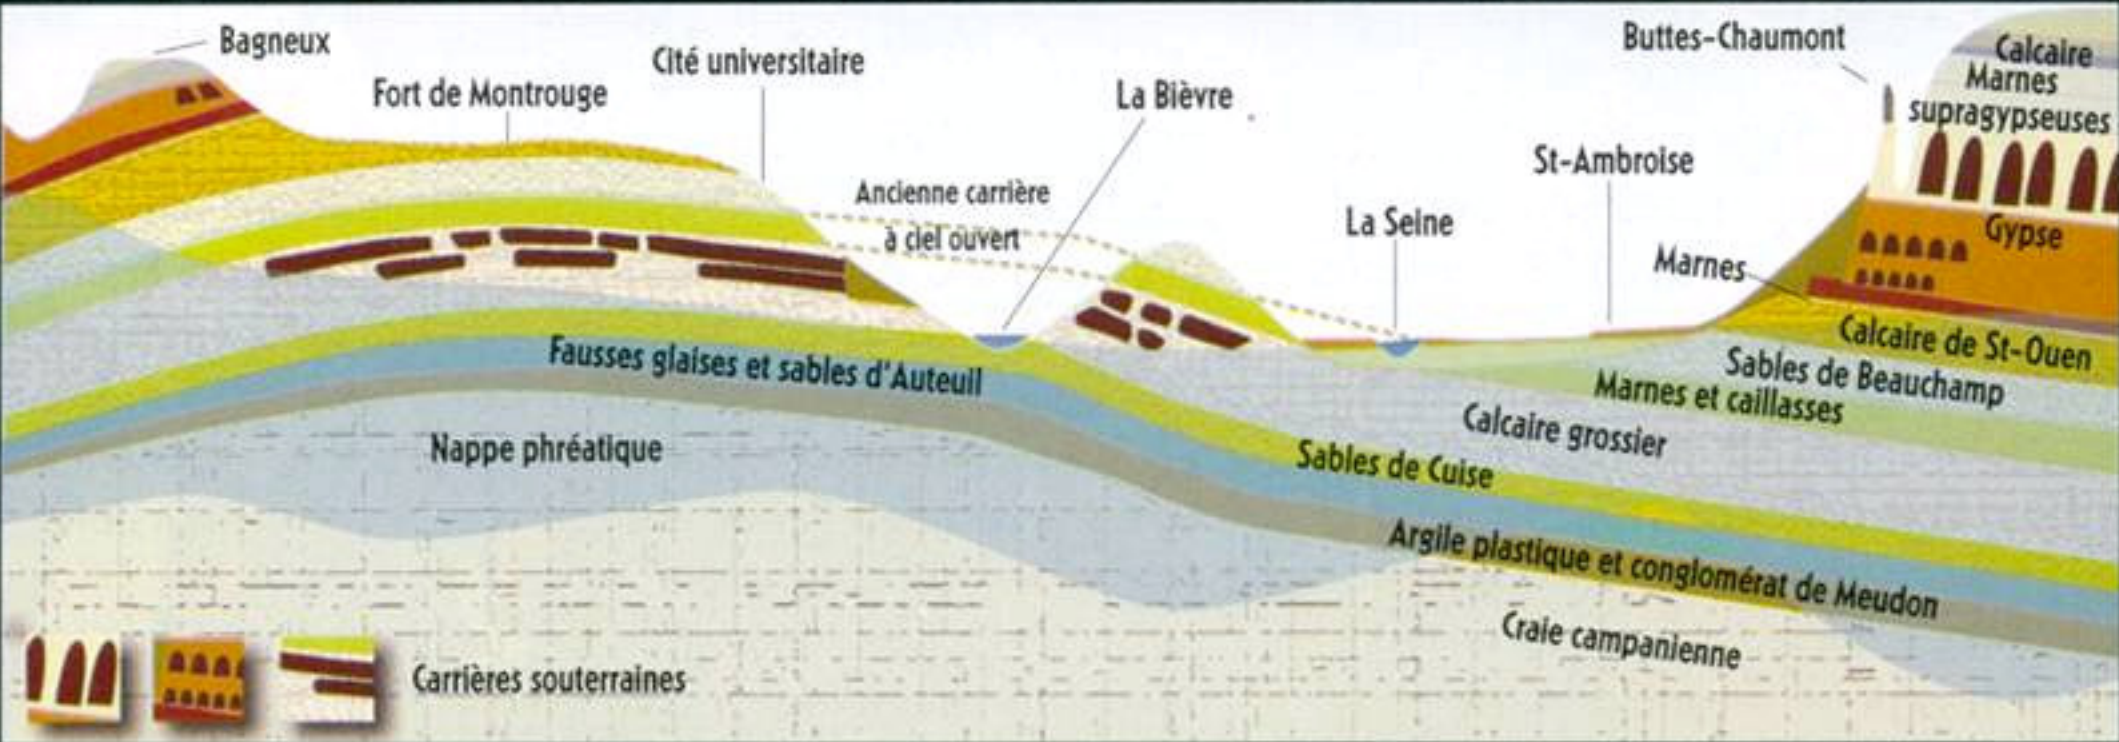 Bagneux
Fort de Montrouge
Cité universitaire
Ancienne carrière
à ciel ouvert
La Bièvre
La Seine
St-Ambroise
Buttes-Chaumont
Calcaire
Marnes
supragypseuses
Gypse
Marnes
Calcaire de St-Ouen
Sables de Beauchamp
Marnes et caillasses
Calcaire grossier
Sables de Cuise
Fausses glaises et sables d'Auteuil
Argile plastique et conglomérat de Meudon
Nappe phréatique
Craie campanienne
Carrières souterraines